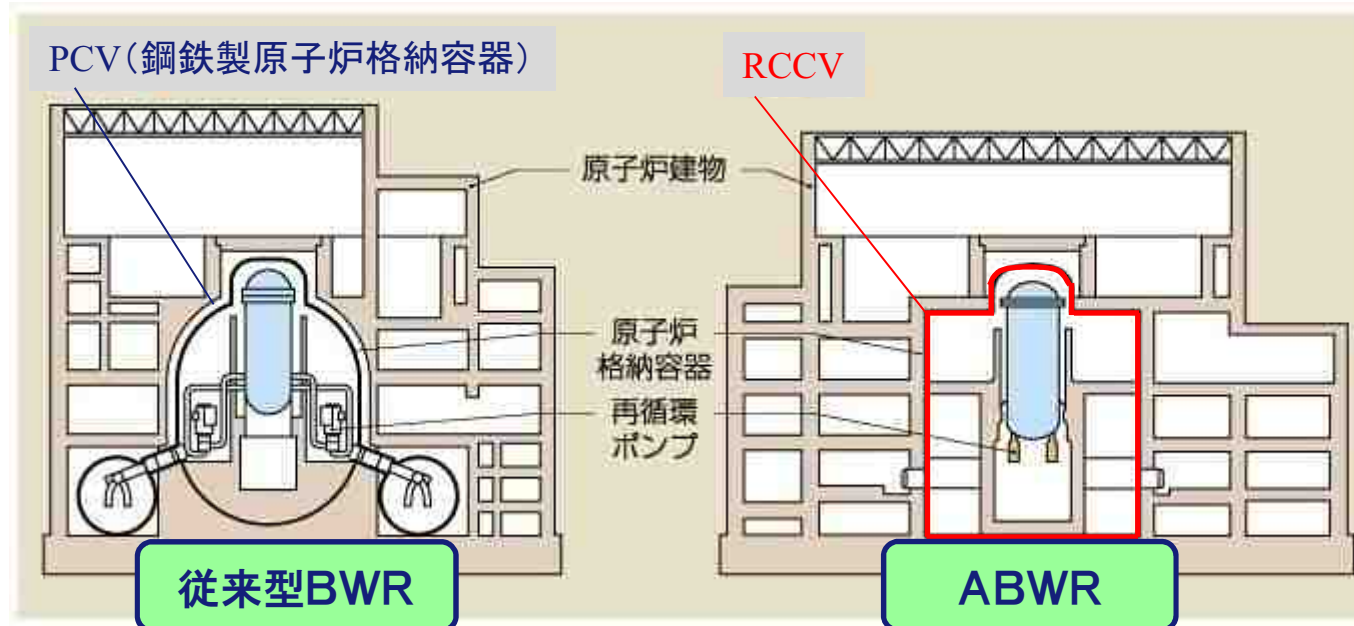 PCV(鋼鉄製原子炉格納容器)
RCCV
原子炉建物
原子炉
格納容器
再循環
ポンプ
従来型BWR
ABWR